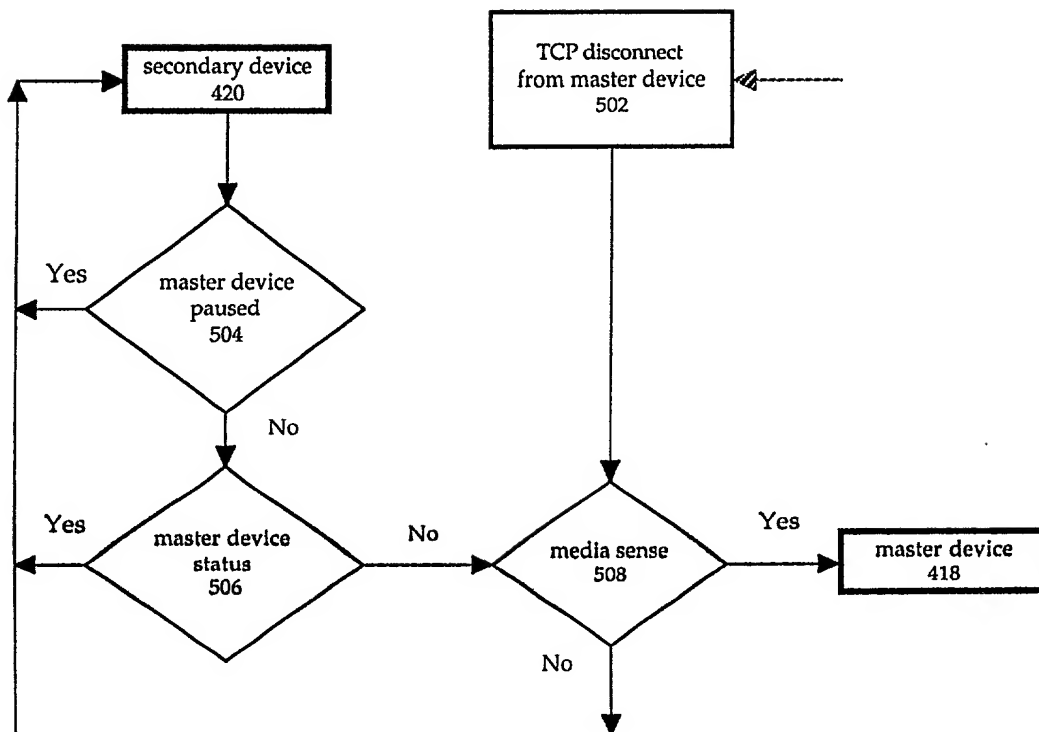 secondary device
420
TCP disconnect
from master device
502
Yes
master device
paused
504
No
Yes
master device
status
506
No
media sense
508
Yes
master device
418
No